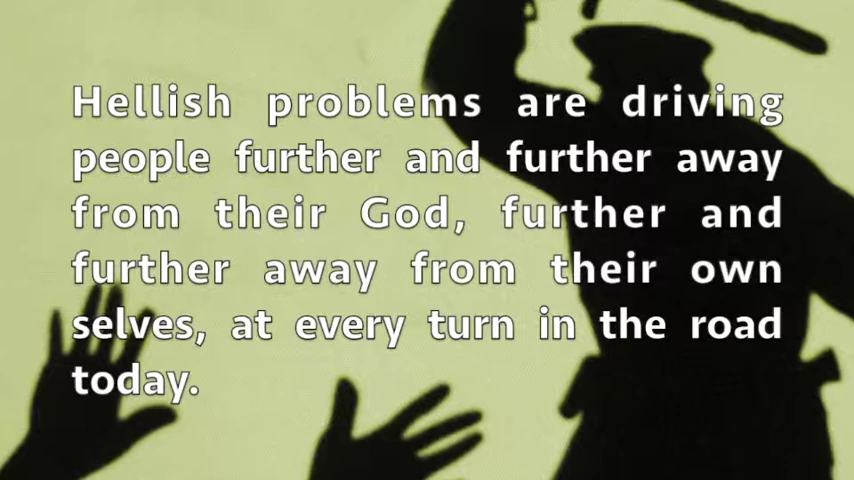 Hellish problems are driving
people further and further away
from their God, further and
further away from their own
selves, at every turn in the road
today.